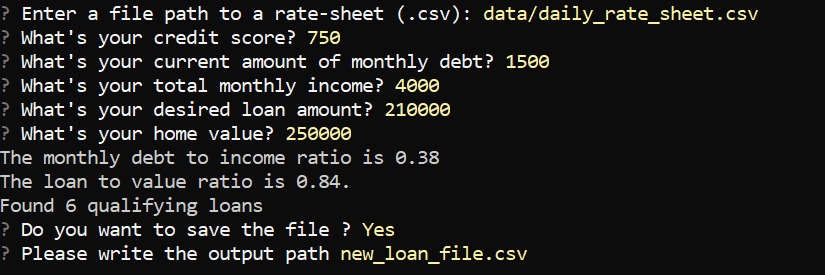 ? Enter a file path to a rate-sheet (.csv): data/daily_rate_sheet.csv
? What's your credit score? 750
? What's your current amount of monthly debt? 1500
? What's your total monthly income? 4000
? What's your desired loan amount? 210000
? What's your home value? 250000
The monthly debt to income ratio is 0.38
The loan to value ratio is 0.84.
Found 6 qualifying loans
? Do you want to save the file ? Yes
? Please write the output path new_loan_file.csv